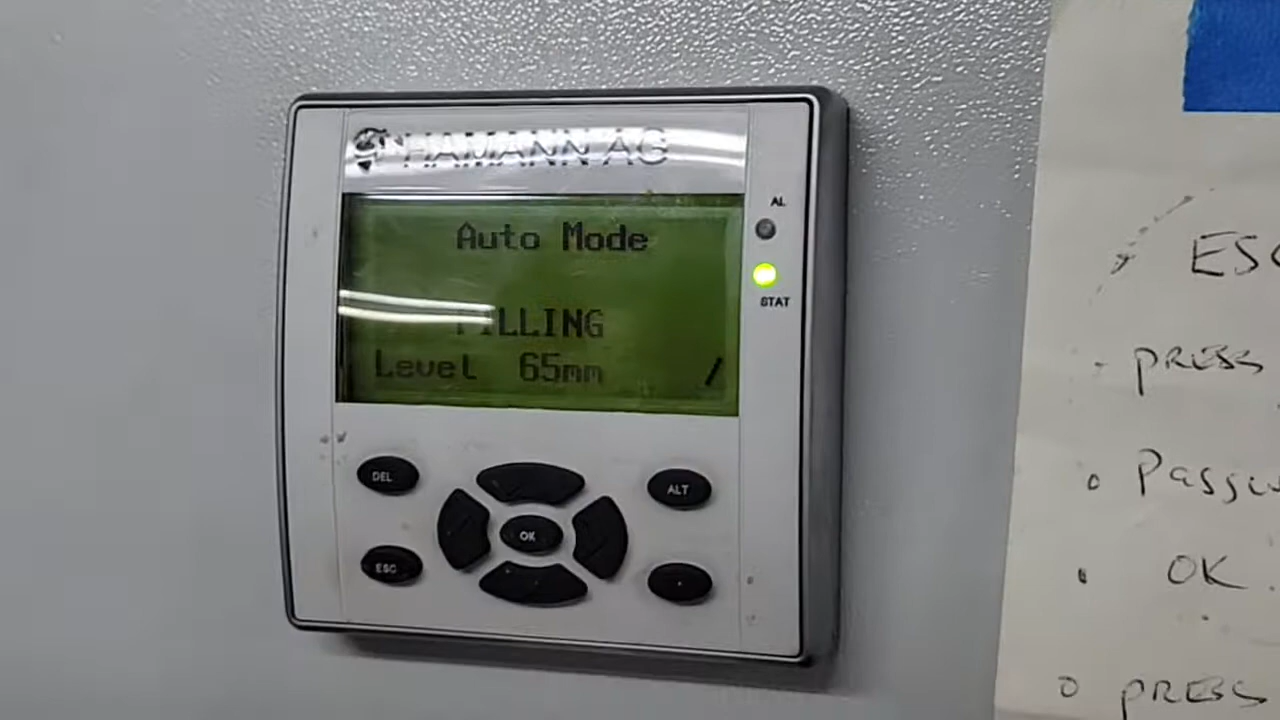 HAMANN AG
AL
Auto Mode
STAT
FILLING
Level 65mm /
DEL
ALT
OK
ESC
ESC
- PRESS
o Passw
• OK
o PRESS